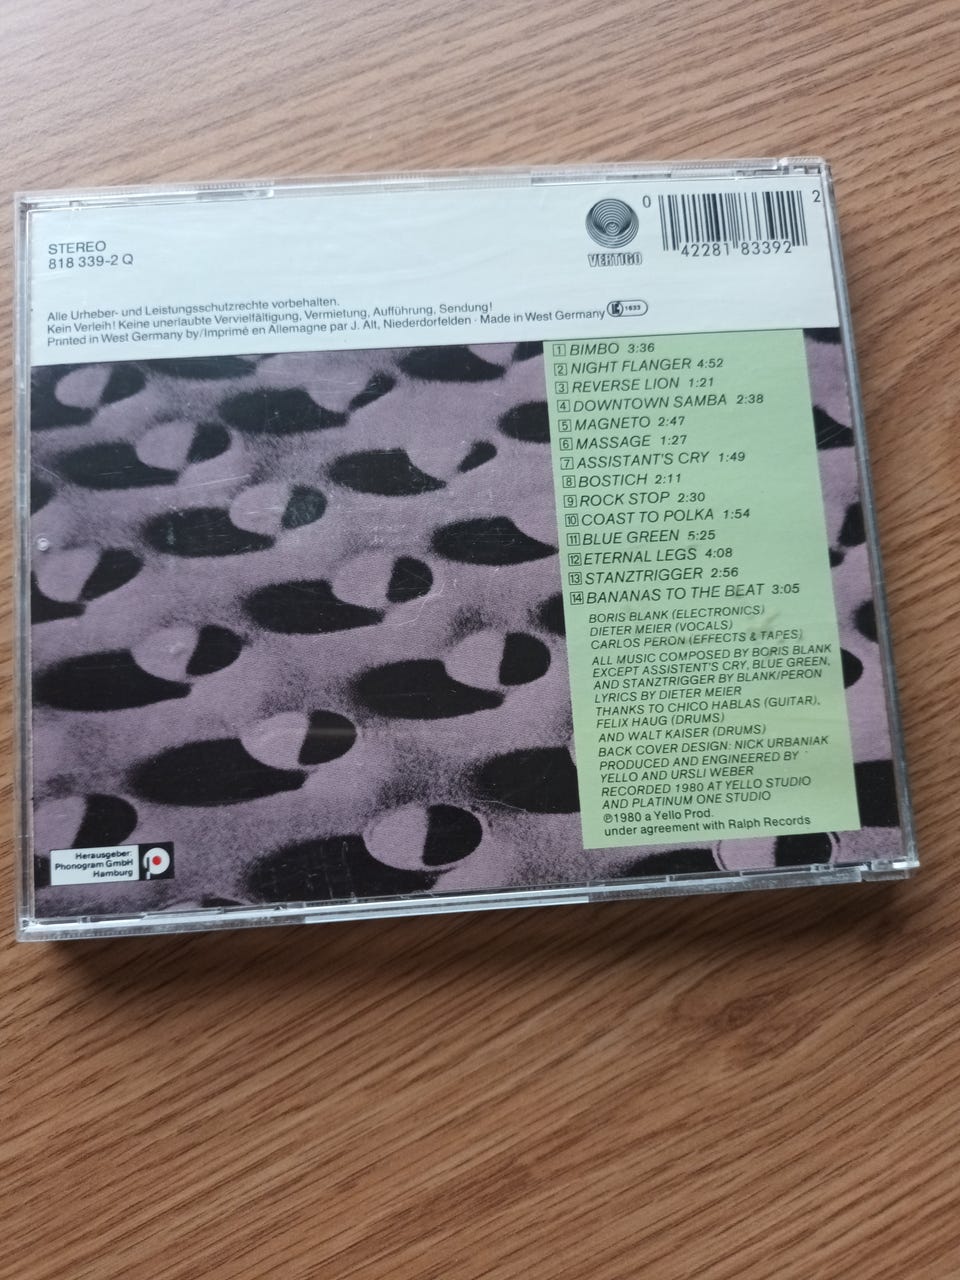 STEREO
818 339-2 Q
VERTIGO
0 42281 83392 2
Alle Urheber- und Leistungsschutzrechte vorbehalten.
Kein Verleih! Keine unerlaubte Vervielfältigung, Vermietung, Aufführung, Sendung!
Printed in West Germany by/Imprimé en Allemagne par J. Alt, Niederdorfelden · Made in West Germany
1 BIMBO 3:36
2 NIGHT FLANGER 4:52
3 REVERSE LION 1:21
4 DOWNTOWN SAMBA 2:38
5 MAGNETO 2:47
6 MASSAGE 1:27
7 ASSISTANT'S CRY 1:49
8 BOSTICH 2:11
9 ROCK STOP 2:30
10 COAST TO POLKA 1:54
11 BLUE GREEN 5:25
12 ETERNAL LEGS 4:08
13 STANZTRIGGER 2:56
14 BANANAS TO THE BEAT 3:05
BORIS BLANK (ELECTRONICS)
DIETER MEIER (VOCALS)
CARLOS PERON (EFFECTS & TAPES)
ALL MUSIC COMPOSED BY BORIS BLANK
EXCEPT ASSISTENT'S CRY, BLUE GREEN,
AND STANZTRIGGER BY BLANK/PERON
LYRICS BY DIETER MEIER
THANKS TO CHICO HABLAS (GUITAR),
FELIX HAUG (DRUMS)
AND WALT KAISER (DRUMS)
BACK COVER DESIGN: NICK URBANIAK
PRODUCED AND ENGINEERED BY
YELLO AND URSLI WEBER
RECORDED 1980 AT YELLO STUDIO
AND PLATINUM ONE STUDIO
℗1980 a Yello Prod.
under agreement with Ralph Records
Herausgeber:
Phonogram GmbH
Hamburg